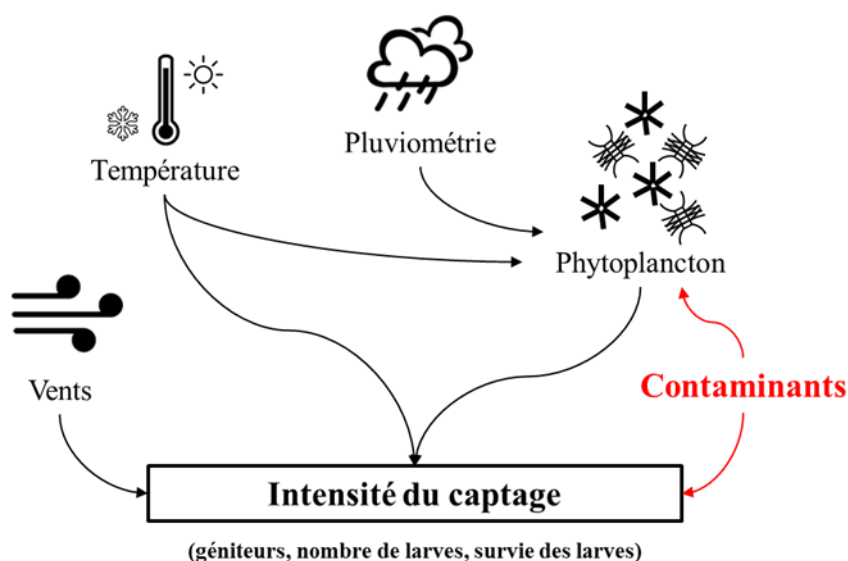 Pluviométrie
Température
Phytoplancton
Vents
Contaminants
Intensité du captage
(géniteurs, nombre de larves, survie des larves)